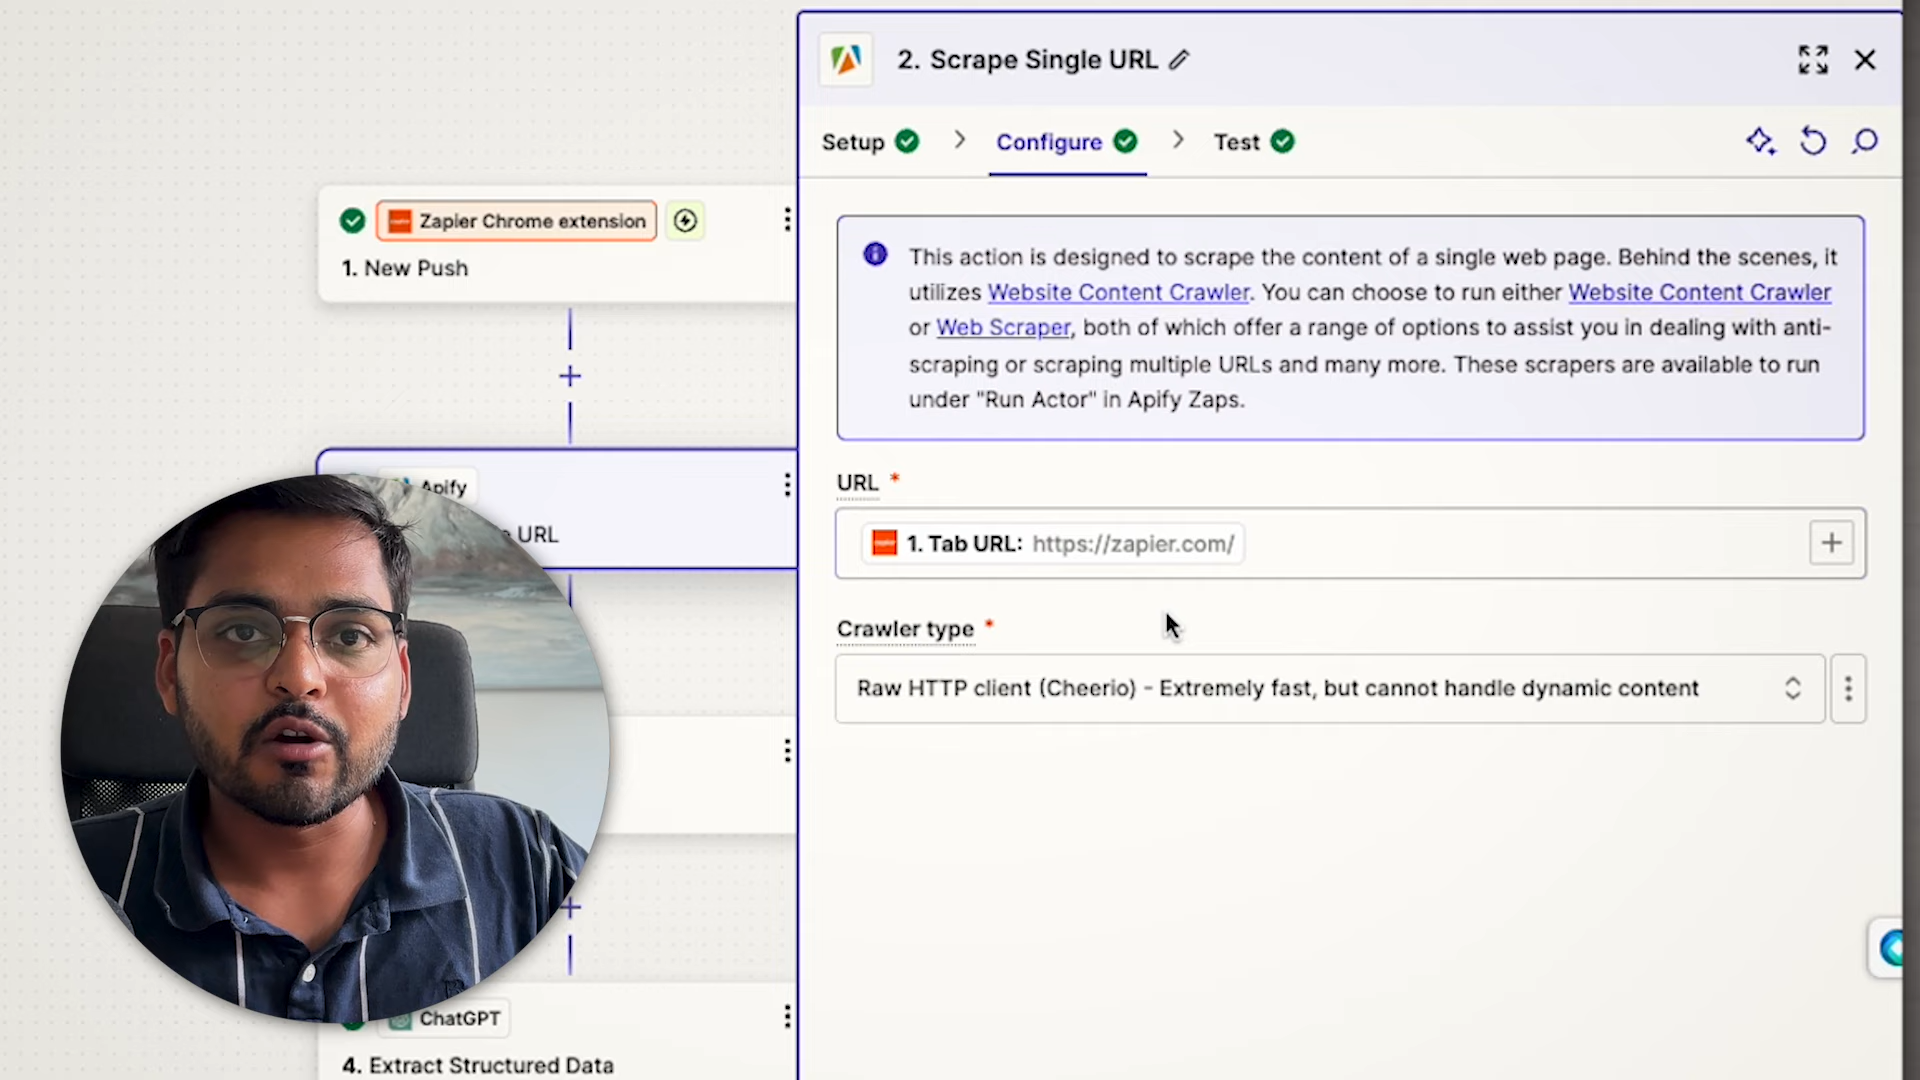 2. Scrape Single URL
Setup
Configure
Test
Zapier Chrome extension
1. New Push
This action is designed to scrape the content of a single web page. Behind the scenes, it
utilizes Website Content Crawler. You can choose to run either Website Content Crawler
or Web Scraper, both of which offer a range of options to assist you in dealing with anti-
scraping or scraping multiple URLs and many more. These scrapers are available to run
under "Run Actor" in Apify Zaps.
Apify
URL
URL *
1. Tab URL: https://zapier.com/
Crawler type *
Raw HTTP client (Cheerio) - Extremely fast, but cannot handle dynamic content
ChatGPT
4. Extract Structured Data